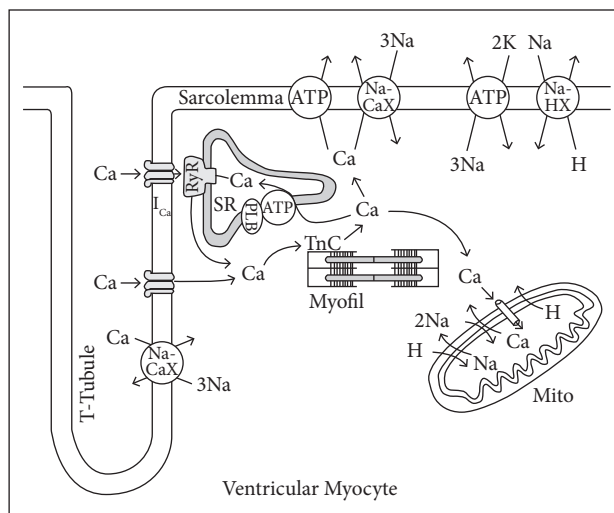 3Na
2K Na
Sarcolemma ATP Na-
CaX ATP Na-
HX
3Na H
Ca
Ca RyR Ca
I_Ca SR PLB ATP
Ca
TnC
Ca
Myofil
Ca
Ca
2Na Ca H
H Na
Mito
Ca Na-
CaX
3Na
T-Tubule
Ventricular Myocyte